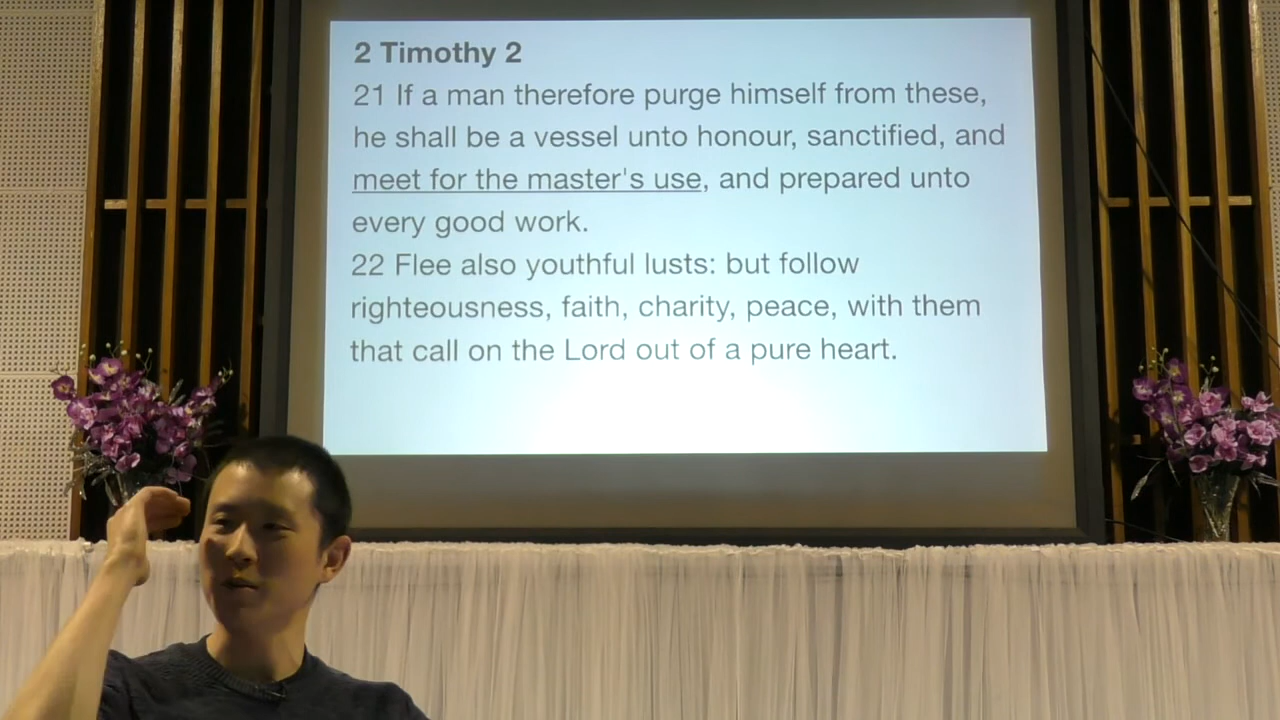 2 Timothy 2
21 If a man therefore purge himself from these,
he shall be a vessel unto honour, sanctified, and
meet for the master's use, and prepared unto
every good work.
22 Flee also youthful lusts: but follow
righteousness, faith, charity, peace, with them
that call on the Lord out of a pure heart.